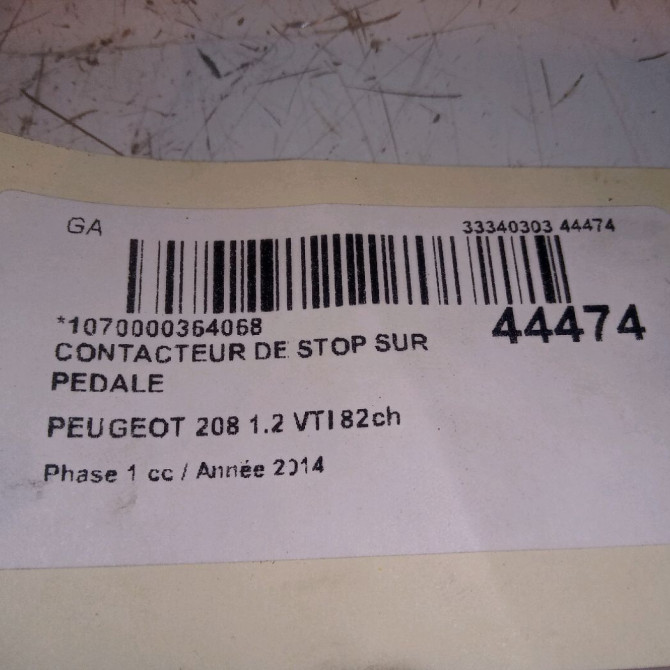 GA 33340303 44474
*1070000364068 44474
CONTACTEUR DE STOP SUR
PEDALE
PEUGEOT 208 1.2 VTI 82ch
Phase 1 cc / Année 2014